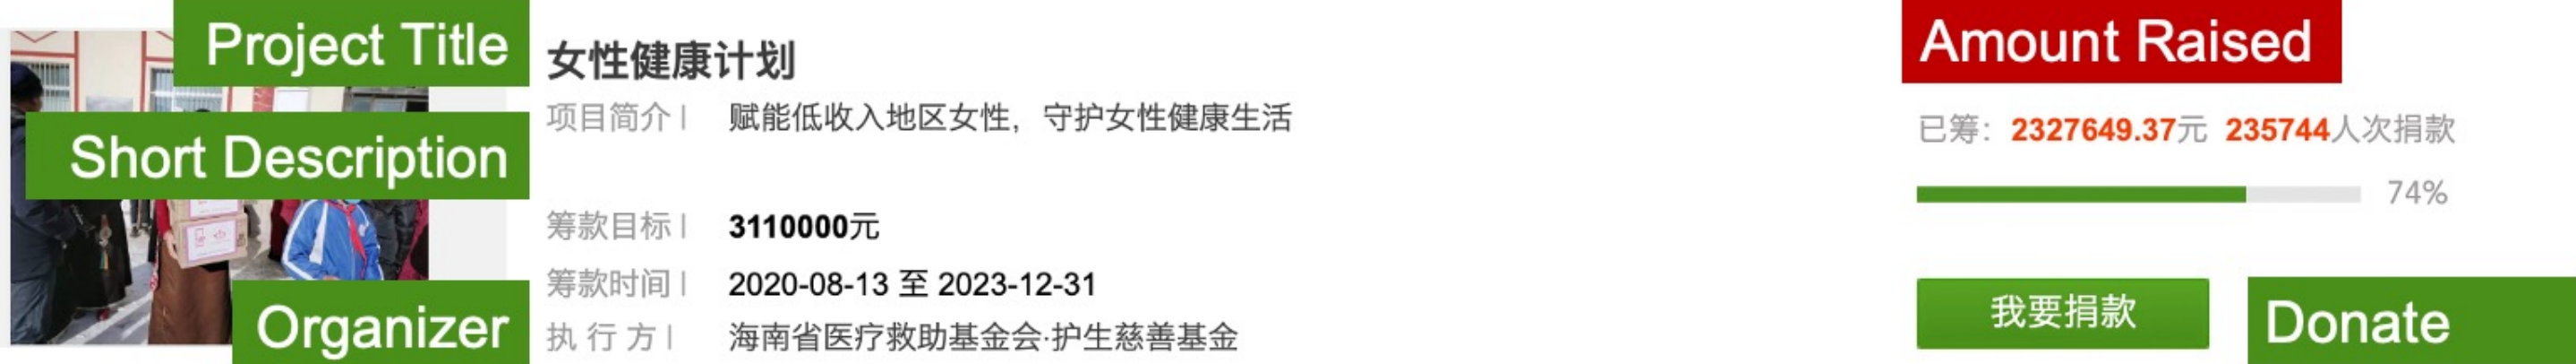 Project Title
女性健康计划
Amount Raised
项目简介 | 赋能低收入地区女性，守护女性健康生活
已筹：2327649.37元 235744人次捐款
Short Description
74%
筹款目标 | 3110000元
筹款时间 | 2020-08-13 至 2023-12-31
我要捐款
Donate
Organizer
执 行 方 | 海南省医疗救助基金会·护生慈善基金